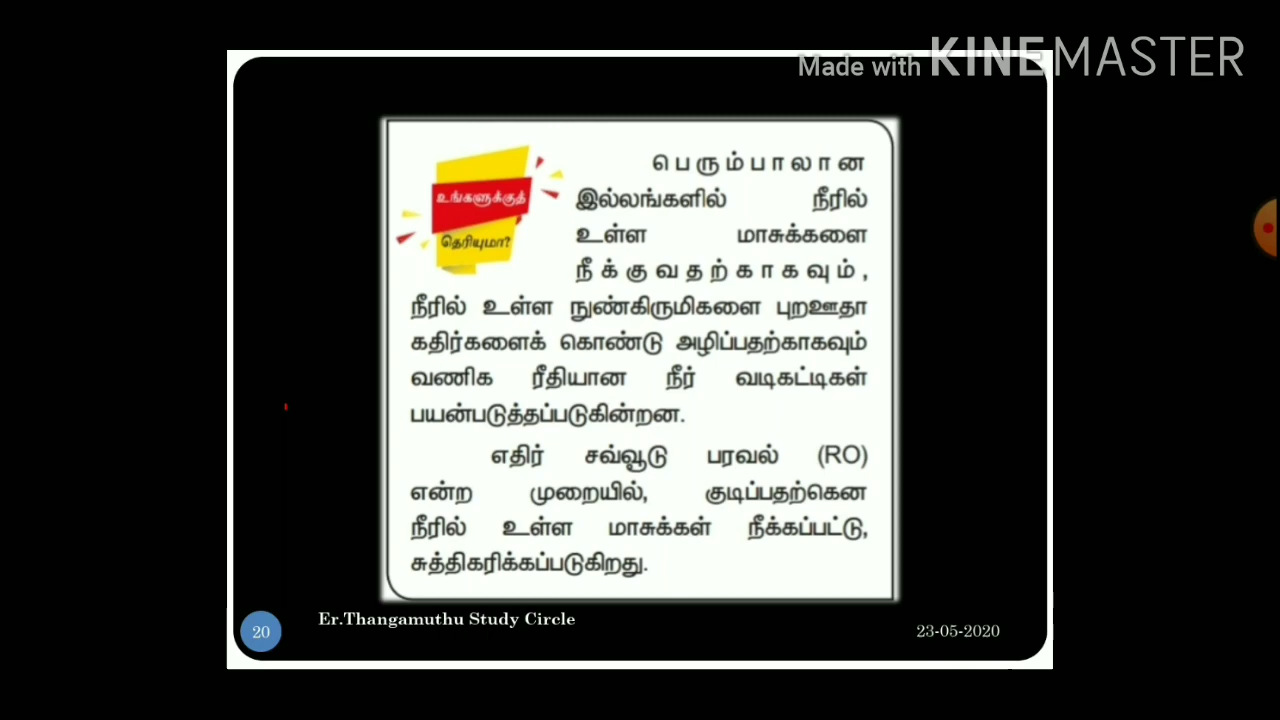 Made with KINEMASTER
உங்களுக்குத்
தெரியுமா?
பெரும்பாலான
இல்லங்களில் நீரில்
உள்ள மாசுக்களை
நீக்குவதற்காகவும்,
நீரில் உள்ள நுண்கிருமிகளை புறஊதா
கதிர்களைக் கொண்டு அழிப்பதற்காகவும்
வணிக ரீதியான நீர் வடிகட்டிகள்
பயன்படுத்தப்படுகின்றன.
எதிர் சவ்வூடு பரவல் (RO)
என்ற முறையில், குடிப்பதற்கென
நீரில் உள்ள மாசுக்கள் நீக்கப்பட்டு,
சுத்திகரிக்கப்படுகிறது.
20
Er.Thangamuthu Study Circle
23-05-2020